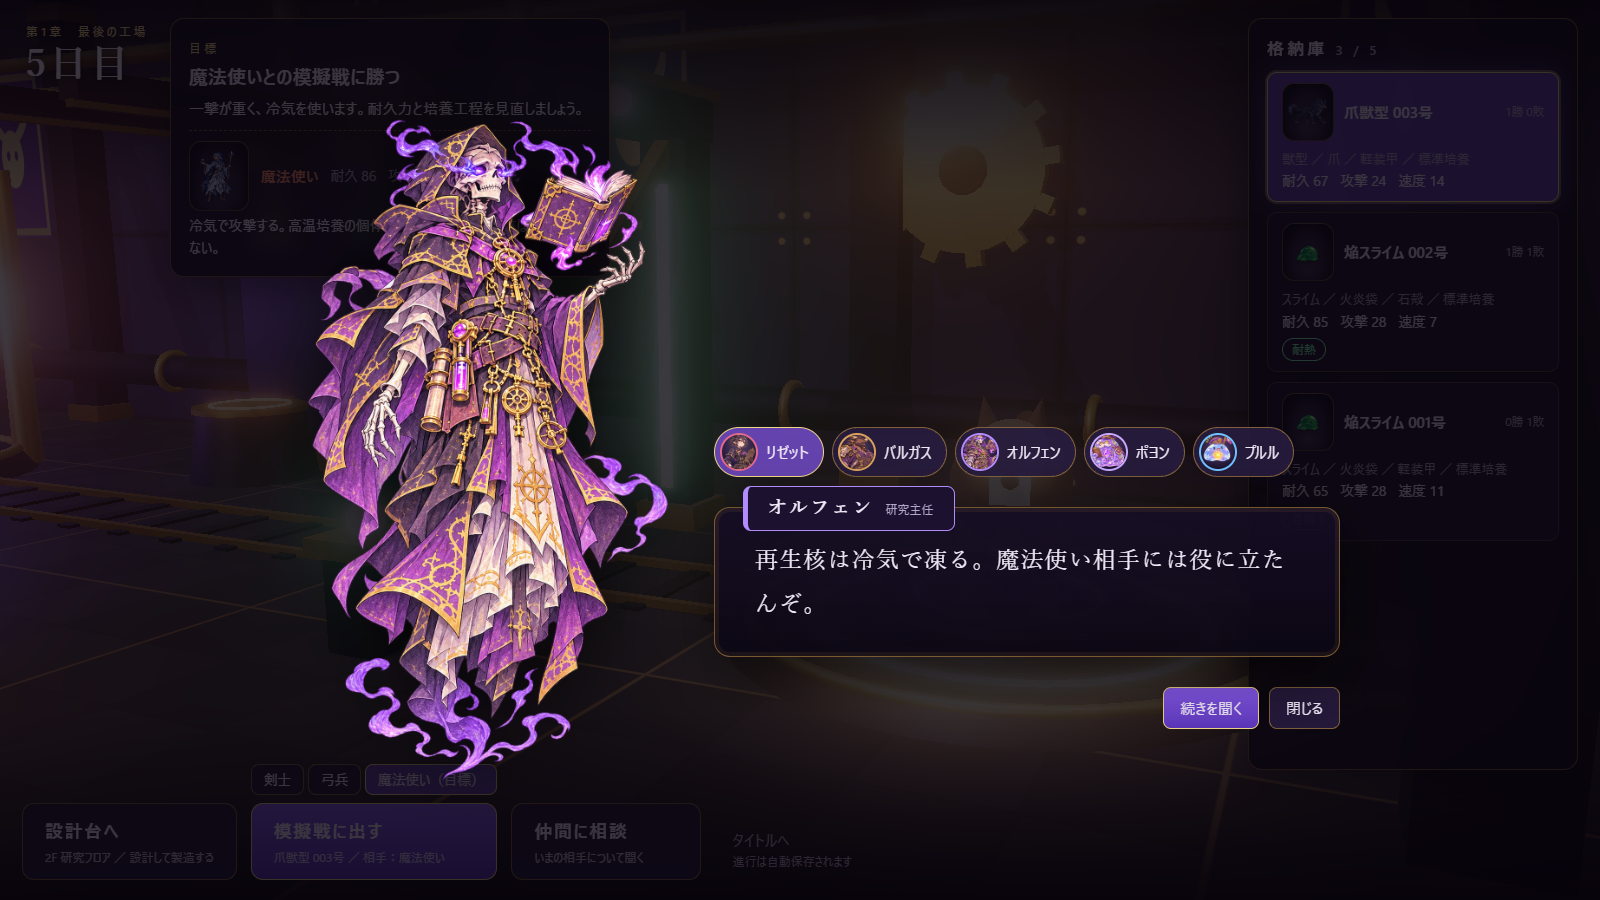 第1章　最後の工場
5日目
目標
魔法使いとの模擬戦に勝つ
一撃が重く、冷気を使います。耐久力と培養工程を見直しましょう。
魔法使い 耐久 86
冷気で攻撃する。高温培養の個
ない。
格納庫 3 / 5
爪獣型 003号 1勝 0敗
獣型 ／ 爪 ／ 軽装甲 ／ 標準培養
耐久 67 攻撃 24 速度 14
焔スライム 002号 1勝 1敗
スライム ／ 火炎袋 ／ 石殻 ／ 標準培養
耐久 85 攻撃 28 速度 7
耐熱
焔スライム 001号 0勝 1敗
スライム ／ 火炎袋 ／ 軽装甲 ／ 標準培養
耐久 65 攻撃 28 速度 11
リゼット
バルガス
オルフェン
ポヨン
プルル
オルフェン 研究主任
再生核は冷気で凍る。魔法使い相手には役に立た
んぞ。
続きを聞く
閉じる
剣士
弓兵
魔法使い（目標）
設計台へ
2F 研究フロア ／ 設計して製造する
模擬戦に出す
爪獣型 003号 ／ 相手：魔法使い
仲間に相談
いまの相手について聞く
タイトルへ
進行は自動保存されます